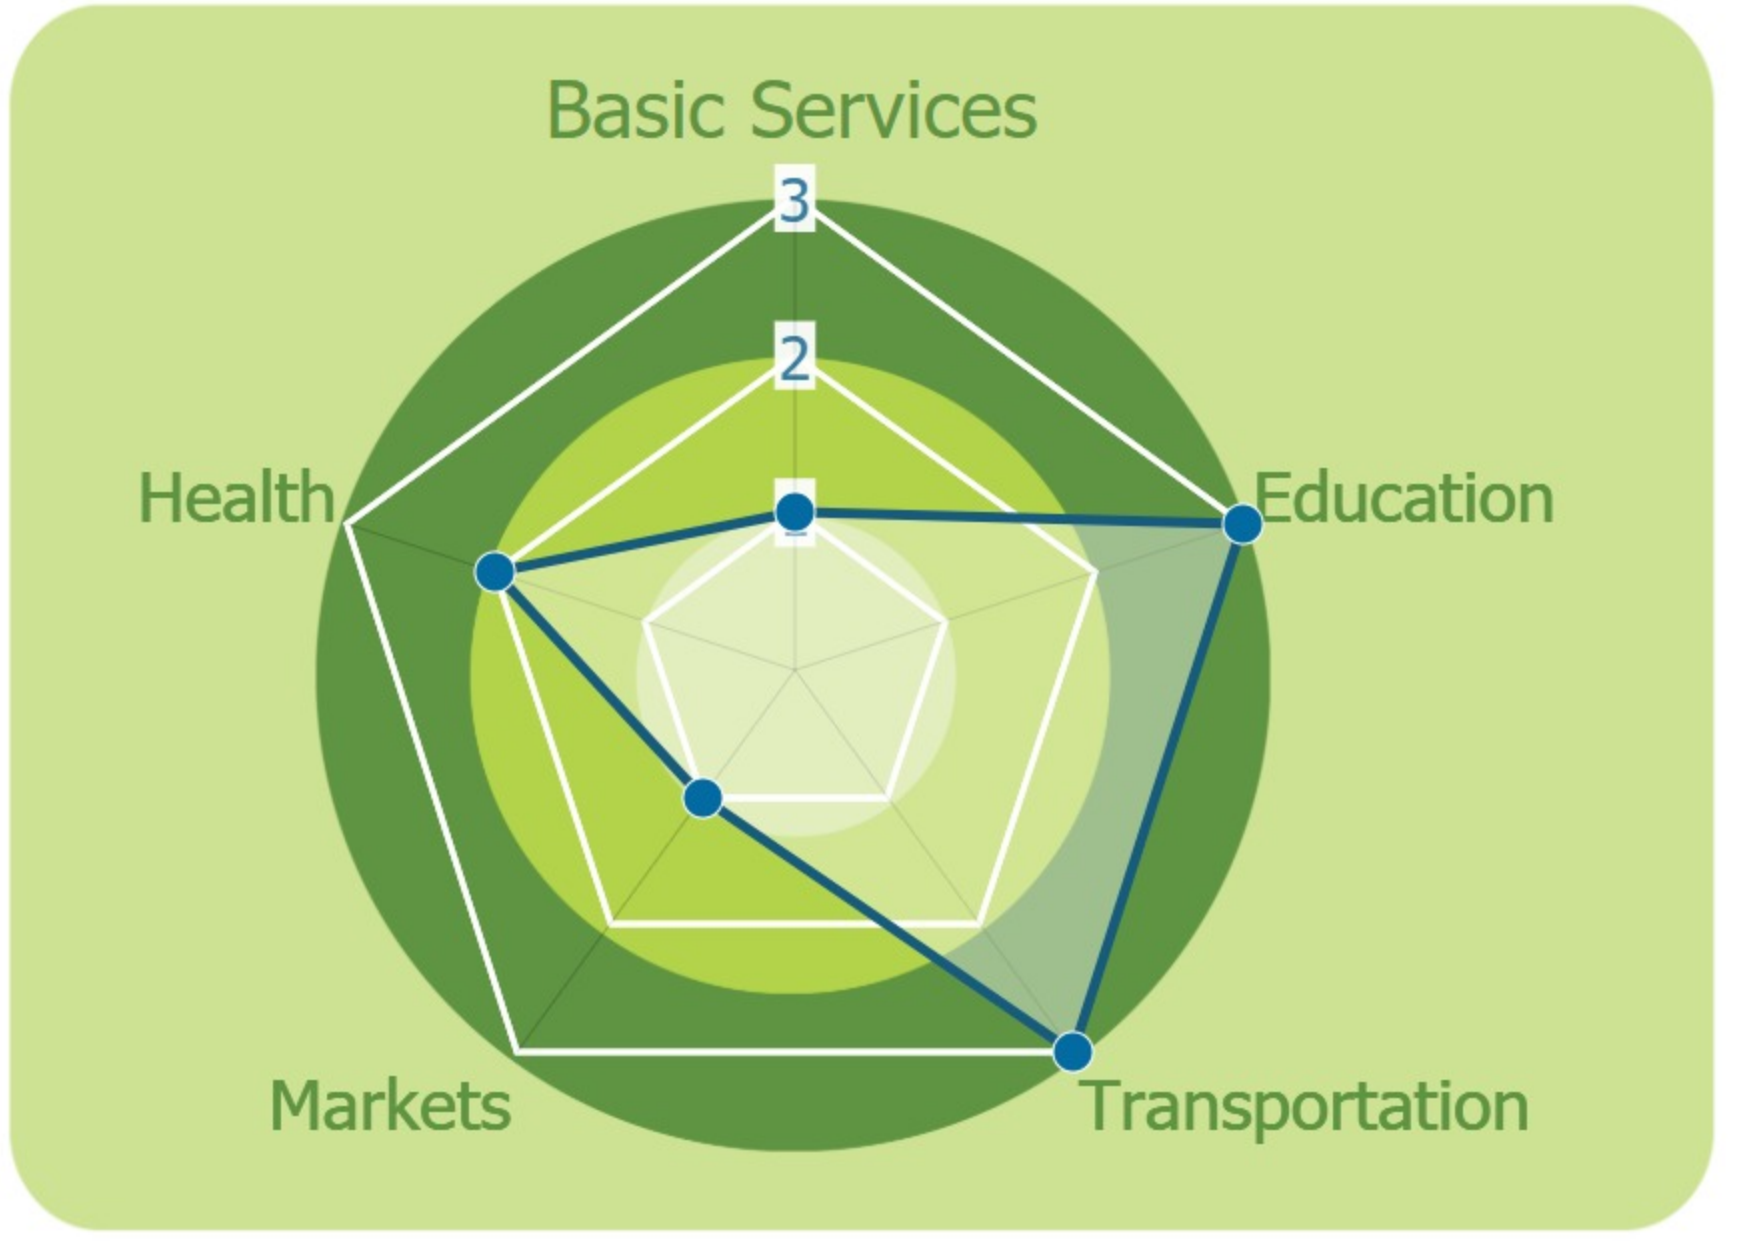 Basic Services
3
2
Health
Education
Markets
Transportation